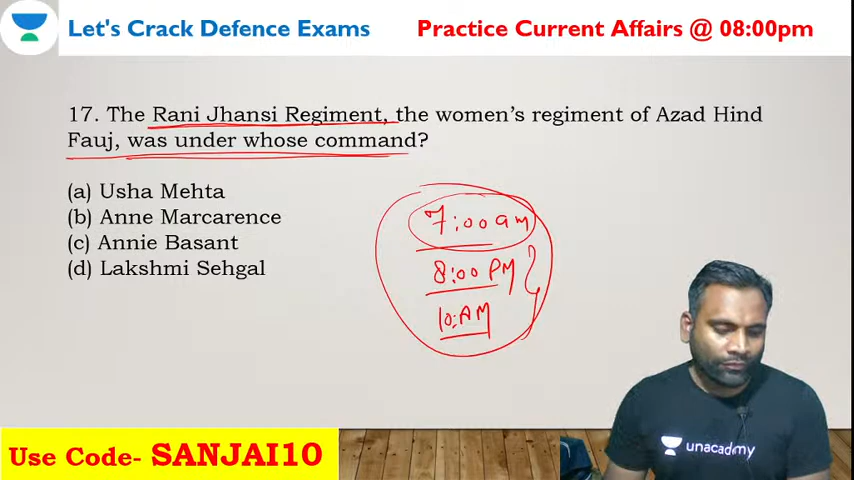 Let's Crack Defence Exams
Practice Current Affairs @ 08:00pm
17. The Rani Jhansi Regiment, the women's regiment of Azad Hind
Fauj, was under whose command?
(a) Usha Mehta
(b) Anne Marcarence
(c) Annie Basant
(d) Lakshmi Sehgal
7:00am
8:00 PM
10:AM
unacademy
Use Code- SANJAI10